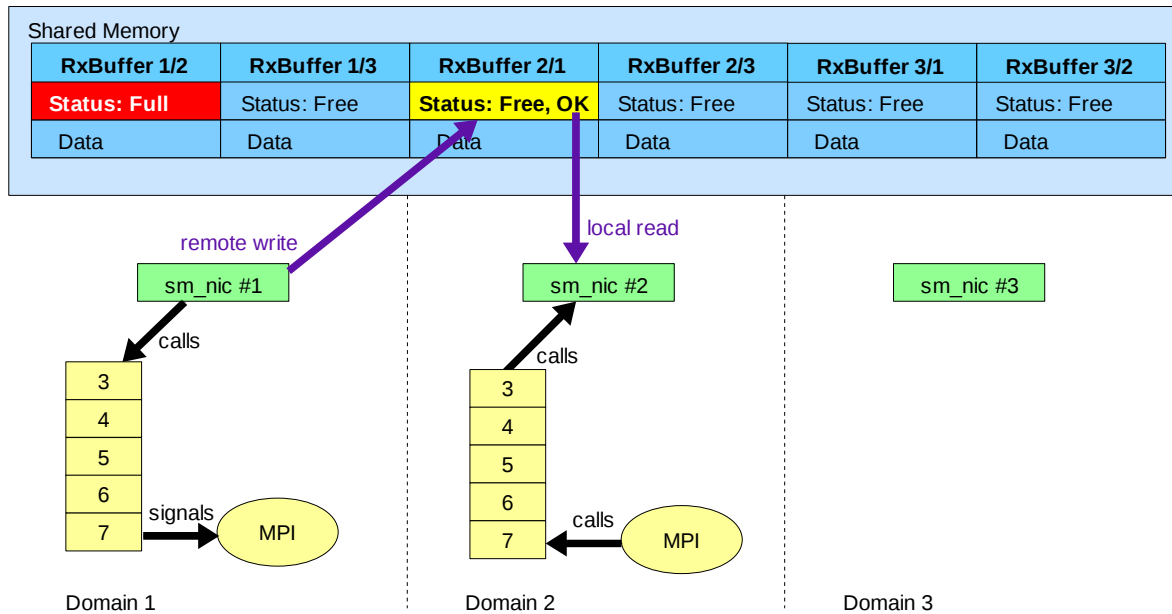 Shared Memory
RxBuffer 1/2 RxBuffer 1/3 RxBuffer 2/1 RxBuffer 2/3 RxBuffer 3/1 RxBuffer 3/2
Status: Full Status: Free Status: Free, OK Status: Free Status: Free Status: Free
Data Data Data Data Data Data
remote write local read
sm_nic #1 sm_nic #2 sm_nic #3
calls calls
3 3
4 4
5 5
6 6
signals calls
7 MPI 7 MPI
Domain 1 Domain 2 Domain 3